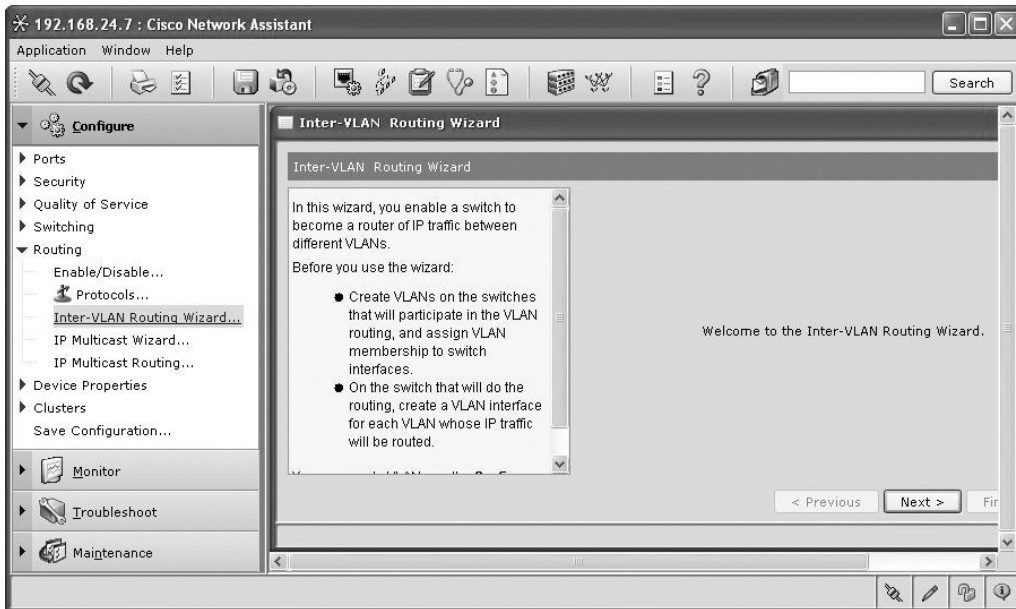 192.168.24.7 : Cisco Network Assistant
Application Window Help
Search
Configure
Ports
Security
Quality of Service
Switching
Routing
Enable/Disable...
Protocols...
Inter-VLAN Routing Wizard...
IP Multicast Wizard...
IP Multicast Routing...
Device Properties
Clusters
Save Configuration...
Monitor
Troubleshoot
Maintenance
Inter-VLAN Routing Wizard
Inter-VLAN Routing Wizard
In this wizard, you enable a switch to
become a router of IP traffic between
different VLANs.
Before you use the wizard:
● Create VLANs on the switches
that will participate in the VLAN
routing, and assign VLAN
membership to switch
interfaces.
● On the switch that will do the
routing, create a VLAN interface
for each VLAN whose IP traffic
will be routed.
Welcome to the Inter-VLAN Routing Wizard.
< Previous
Next >